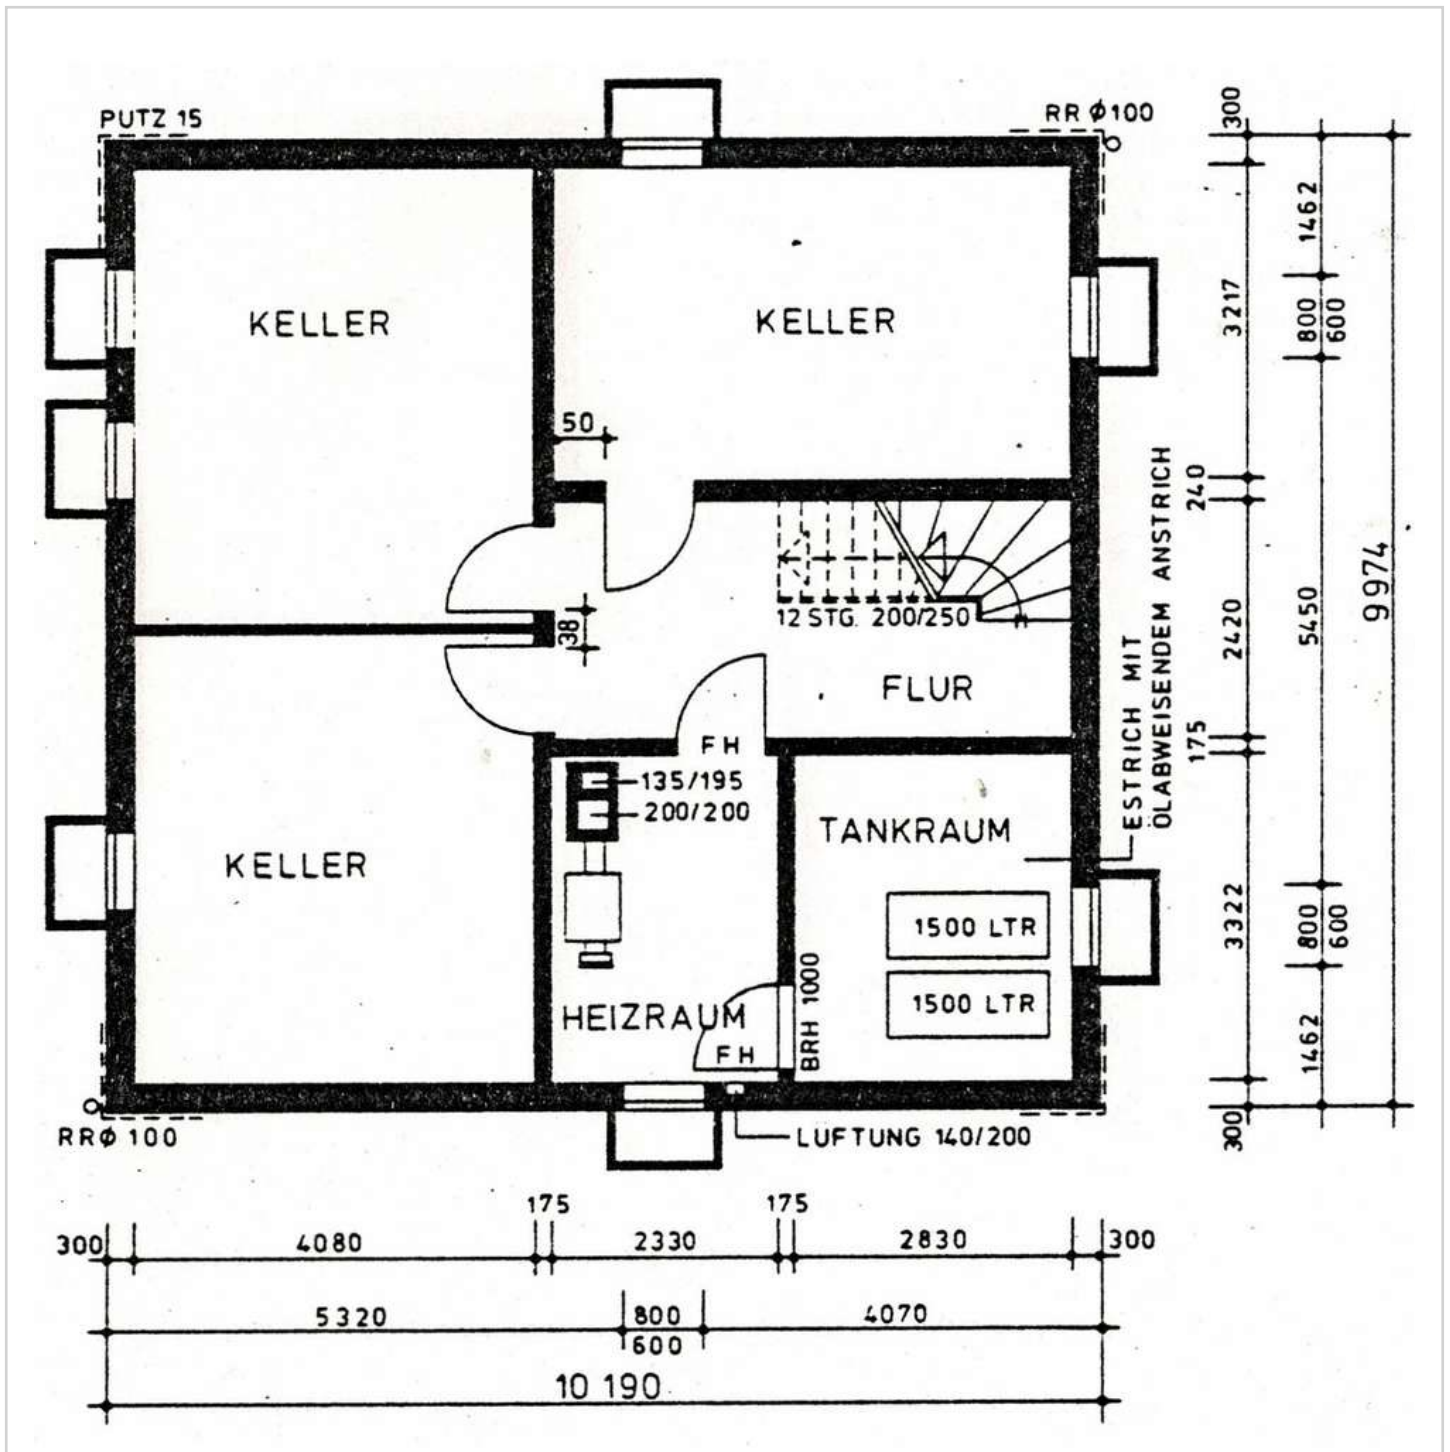 PUTZ 15
RR Ø 100
300
1462
KELLER
KELLER
3217
800
600
50
240
ESTRICH MIT
ÖLABWEISENDEM ANSTRICH
9974
12 STG. 200/250
38
2420
5450
FLUR
FH
175
135/195
200/200
TANKRAUM
KELLER
1500 LTR
3322
800
600
1500 LTR
BRH 1000
HEIZRAUM
FH
1462
RRØ 100
LÜFTUNG 140/200
300
175
175
300
4080
2330
2830
300
5320
800
600
4070
10 190